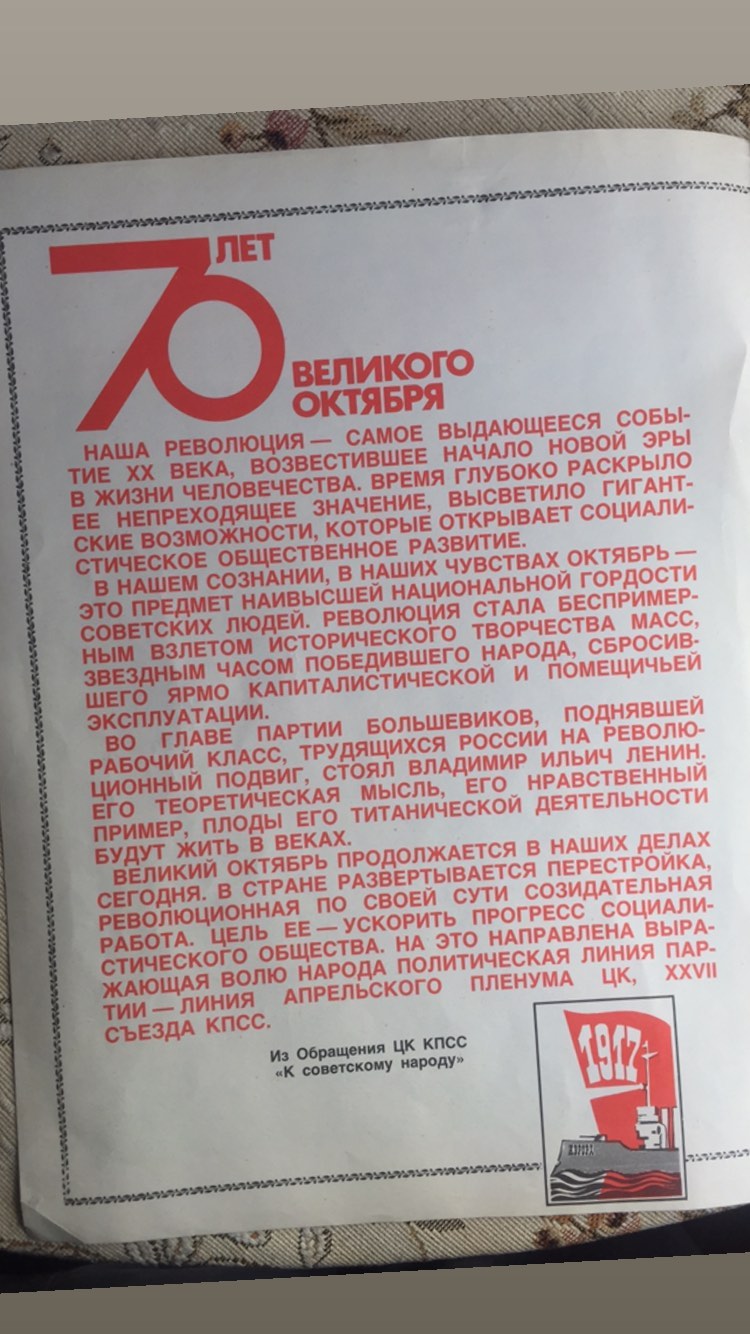 70 ЛЕТ
ВЕЛИКОГО
ОКТЯБРЯ
НАША РЕВОЛЮЦИЯ — САМОЕ ВЫДАЮЩЕЕСЯ СОБЫ-
ТИЕ XX ВЕКА, ВОЗВЕСТИВШЕЕ НАЧАЛО НОВОЙ ЭРЫ
В ЖИЗНИ ЧЕЛОВЕЧЕСТВА. ВРЕМЯ ГЛУБОКО РАСКРЫЛО
ЕЕ НЕПРЕХОДЯЩЕЕ ЗНАЧЕНИЕ, ВЫСВЕТИЛО ГИГАНТ-
СКИЕ ВОЗМОЖНОСТИ, КОТОРЫЕ ОТКРЫВАЕТ СОЦИАЛИ-
СТИЧЕСКОЕ ОБЩЕСТВЕННОЕ РАЗВИТИЕ.
В НАШЕМ СОЗНАНИИ, В НАШИХ ЧУВСТВАХ ОКТЯБРЬ —
ЭТО ПРЕДМЕТ НАИВЫСШЕЙ НАЦИОНАЛЬНОЙ ГОРДОСТИ
СОВЕТСКИХ ЛЮДЕЙ. РЕВОЛЮЦИЯ СТАЛА БЕСПРИМЕР-
НЫМ ВЗЛЕТОМ ИСТОРИЧЕСКОГО ТВОРЧЕСТВА МАСС,
ЗВЕЗДНЫМ ЧАСОМ ПОБЕДИВШЕГО НАРОДА, СБРОСИВ-
ШЕГО ЯРМО КАПИТАЛИСТИЧЕСКОЙ И ПОМЕЩИЧЬЕЙ
ЭКСПЛУАТАЦИИ.
ВО ГЛАВЕ ПАРТИИ БОЛЬШЕВИКОВ, ПОДНЯВШЕЙ
РАБОЧИЙ КЛАСС, ТРУДЯЩИХСЯ РОССИИ НА РЕВОЛЮ-
ЦИОННЫЙ ПОДВИГ, СТОЯЛ ВЛАДИМИР ИЛЬИЧ ЛЕНИН.
ЕГО ТЕОРЕТИЧЕСКАЯ МЫСЛЬ, ЕГО НРАВСТВЕННЫЙ
ПРИМЕР, ПЛОДЫ ЕГО ТИТАНИЧЕСКОЙ ДЕЯТЕЛЬНОСТИ
БУДУТ ЖИТЬ В ВЕКАХ.
ВЕЛИКИЙ ОКТЯБРЬ ПРОДОЛЖАЕТСЯ В НАШИХ ДЕЛАХ
СЕГОДНЯ. В СТРАНЕ РАЗВЕРТЫВАЕТСЯ ПЕРЕСТРОЙКА,
РЕВОЛЮЦИОННАЯ ПО СВОЕЙ СУТИ СОЗИДАТЕЛЬНАЯ
РАБОТА. ЦЕЛЬ ЕЕ — УСКОРИТЬ ПРОГРЕСС СОЦИАЛИ-
СТИЧЕСКОГО ОБЩЕСТВА. НА ЭТО НАПРАВЛЕНА ВЫРА-
ЖАЮЩАЯ ВОЛЮ НАРОДА ПОЛИТИЧЕСКАЯ ЛИНИЯ ПАР-
ТИИ — ЛИНИЯ АПРЕЛЬСКОГО ПЛЕНУМА ЦК, XXVII
СЪЕЗДА КПСС.
Из Обращения ЦК КПСС
«К советскому народу»
1917
АВРОРА